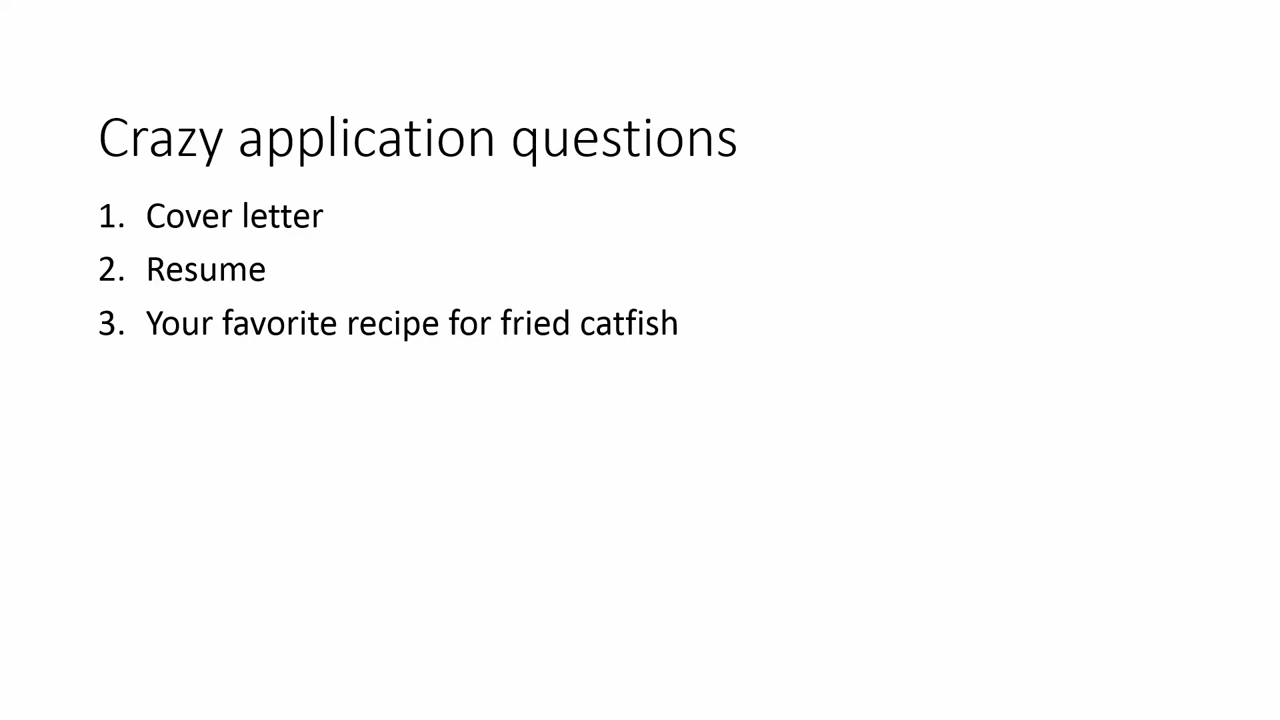 Crazy application questions
1. Cover letter
2. Resume
3. Your favorite recipe for fried catfish